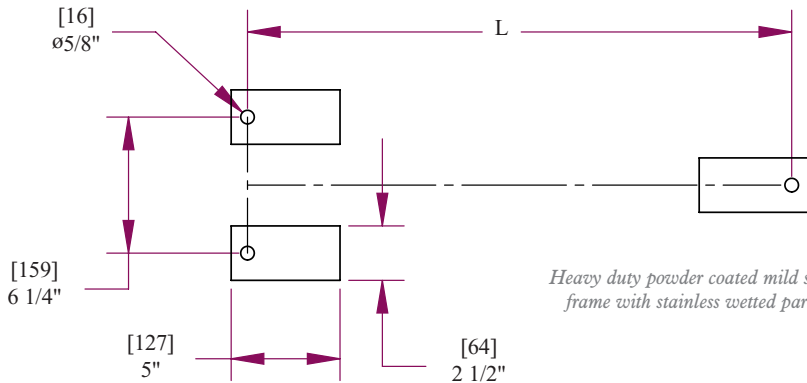 [16]
ø5/8"
L
[159]
6 1/4"
Heavy duty powder coated mild
frame with stainless wetted
[127]
5"
[64]
2 1/2"